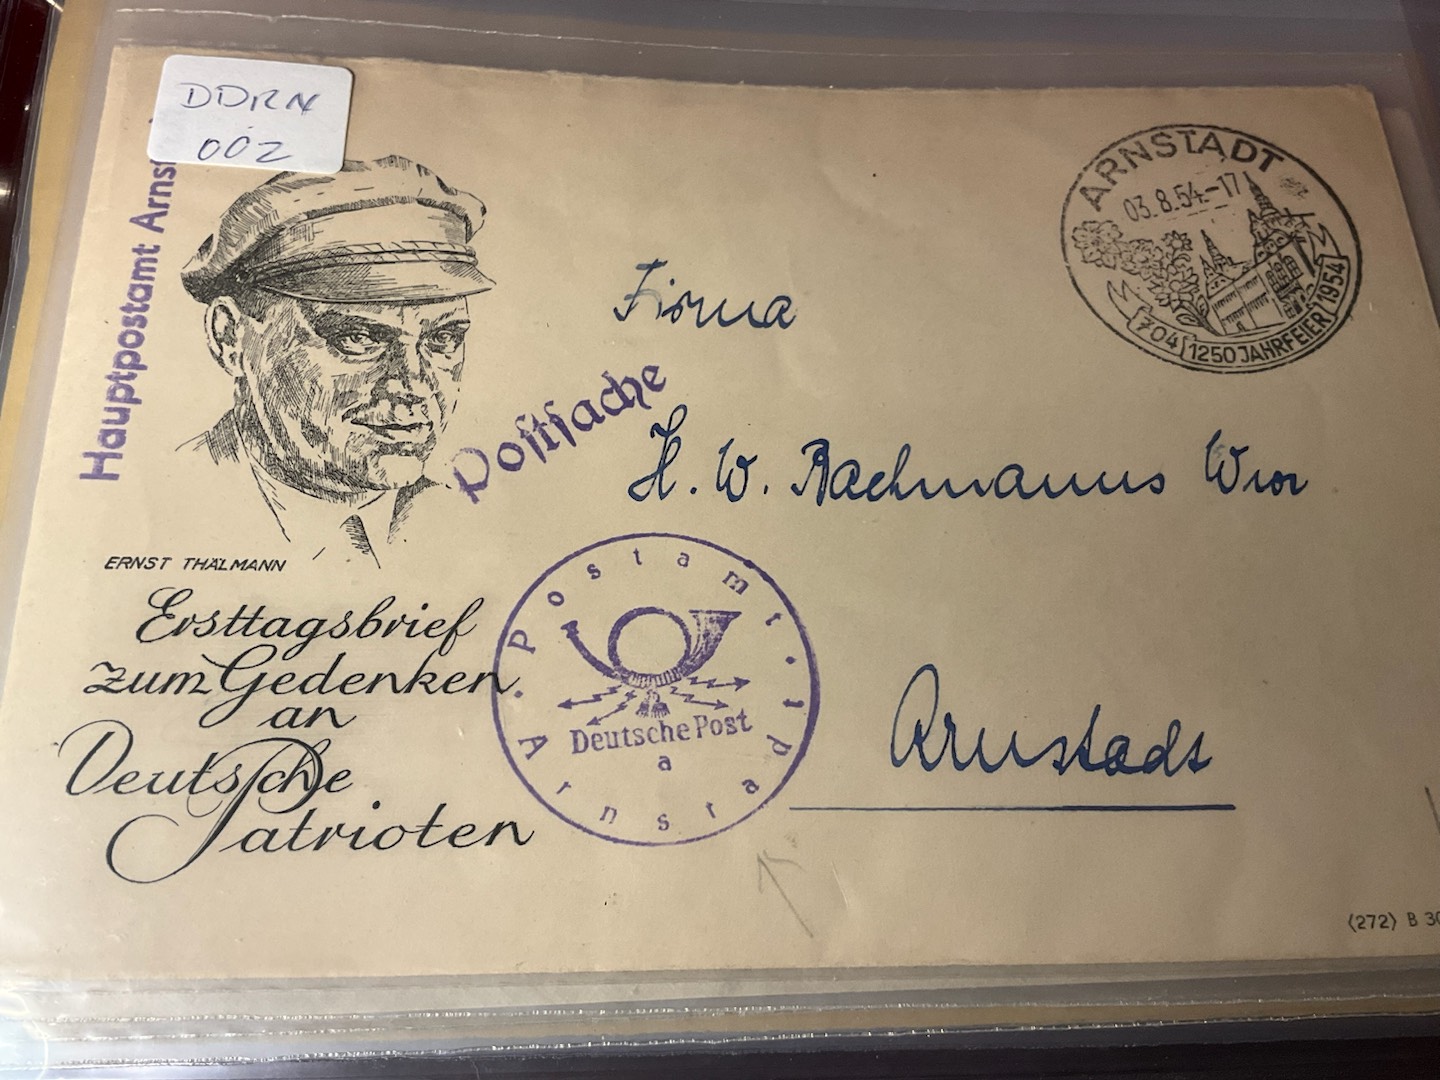 DDRN
002
Hauptpostamt Arnst
ARNSTADT
03.8.54.-17
704 1250 JAHRFEIER 1954
Firma
Postsache
H. W. Bachmanns Wwe
Postamt
Deutsche Post
a
Arnstadt
Arnstadt
ERNST THÄLMANN
Ersttagsbrief
zum Gedenken
an
Deutsche
Patrioten
(272) B 30